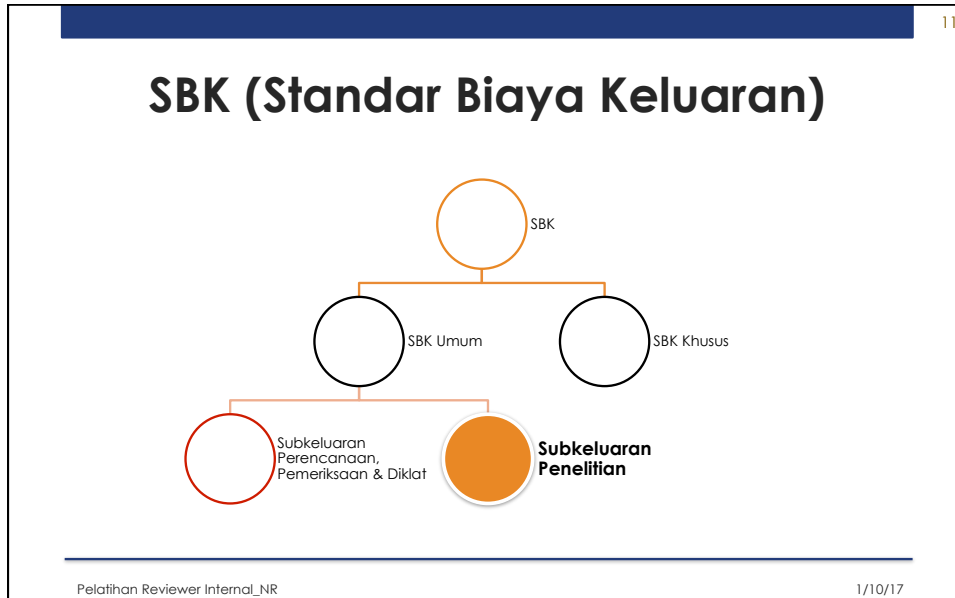 11
SBK (Standar Biaya Keluaran)
SBK
SBK Umum
SBK Khusus
Subkeluaran
Perencanaan,
Pemeriksaan & Diklat
Subkeluaran
Penelitian
Pelatihan Reviewer Internal_NR
1/10/17